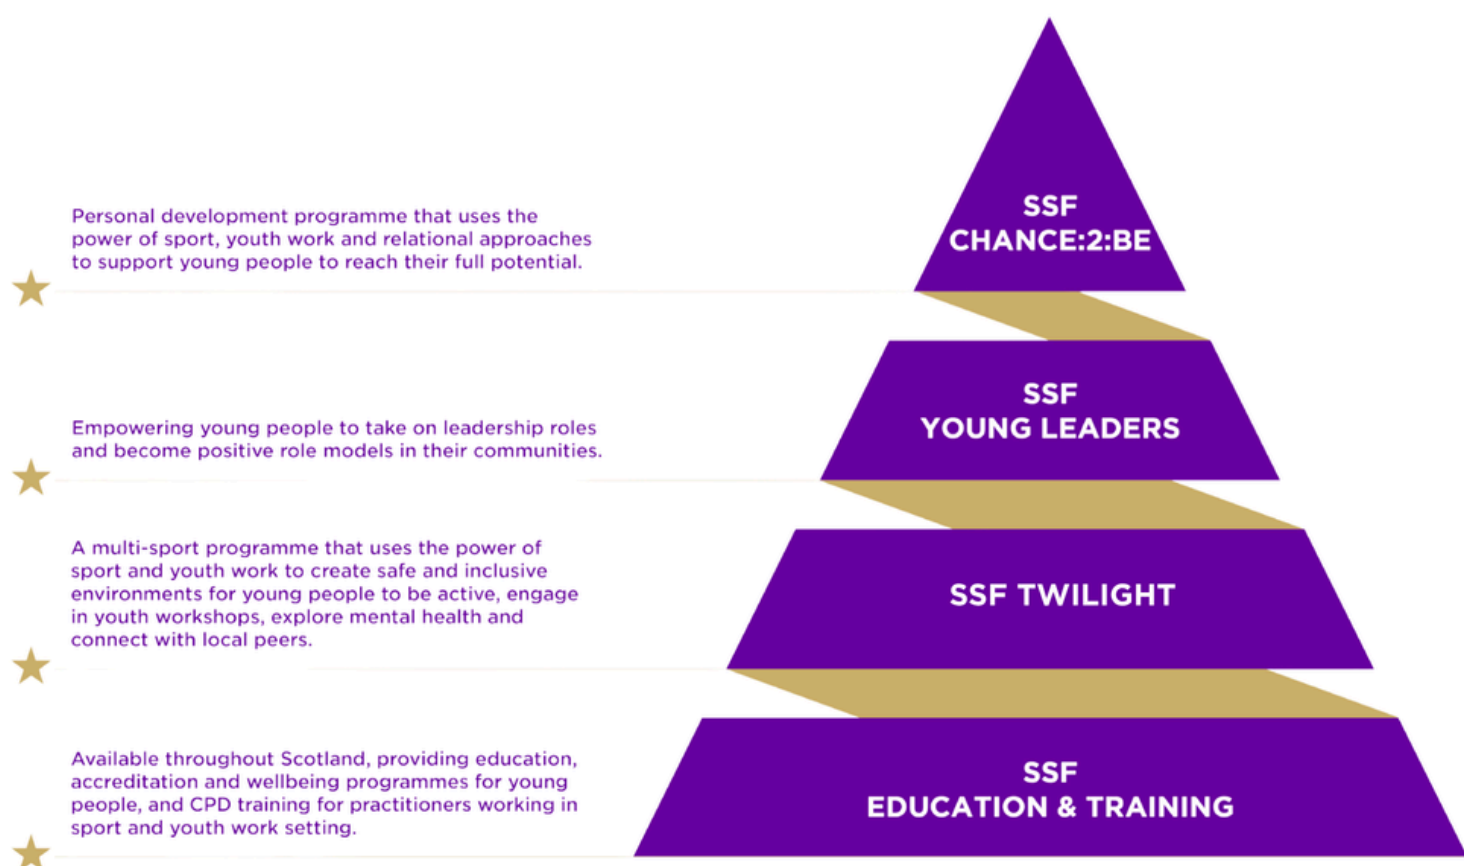 Personal development programme that uses the
power of sport, youth work and relational approaches
to support young people to reach their full potential.
SSF
CHANCE:2:BE
Empowering young people to take on leadership roles
and become positive role models in their communities.
SSF
YOUNG LEADERS
A multi-sport programme that uses the power of
sport and youth work to create safe and inclusive
environments for young people to be active, engage
in youth workshops, explore mental health and
connect with local peers.
SSF TWILIGHT
Available throughout Scotland, providing education,
accreditation and wellbeing programmes for young
people, and CPD training for practitioners working in
sport and youth work setting.
SSF
EDUCATION & TRAINING